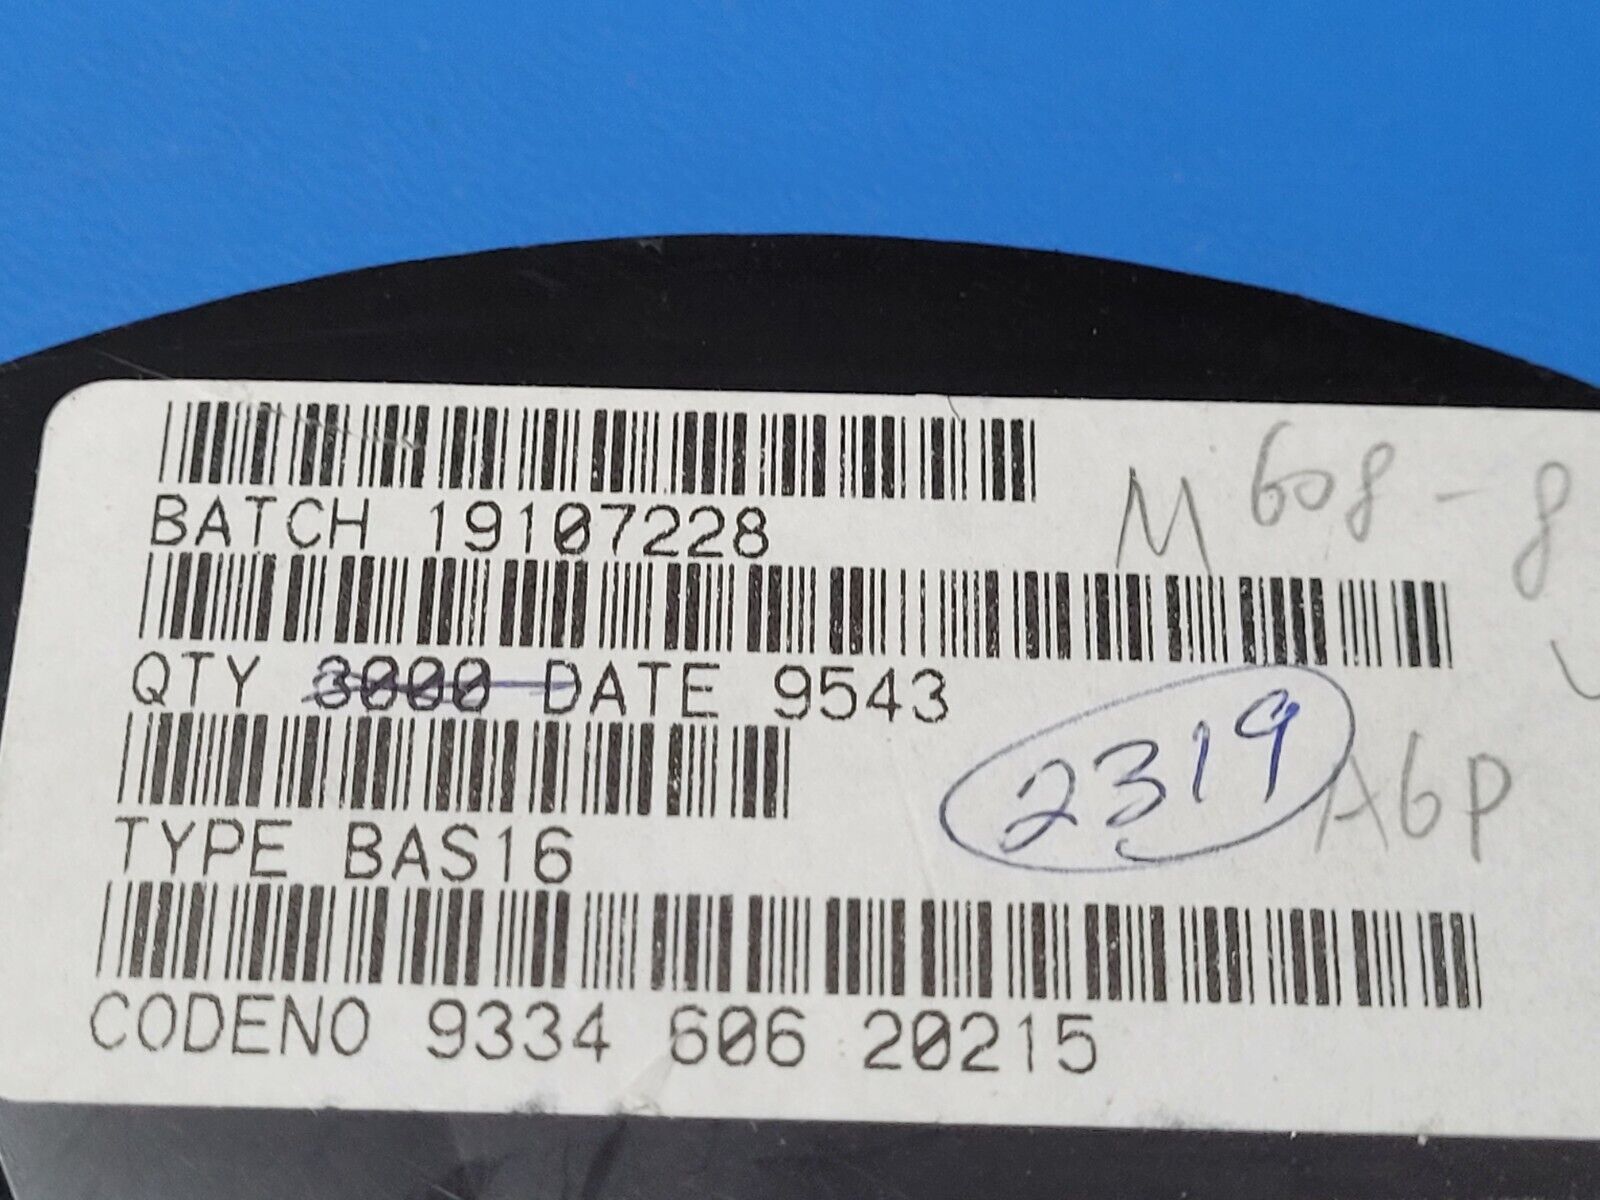 M 608-8
BATCH 19107228
QTY 3000 DATE 9543
2319
A6P
TYPE BAS16
CODENO 9334 606 20215